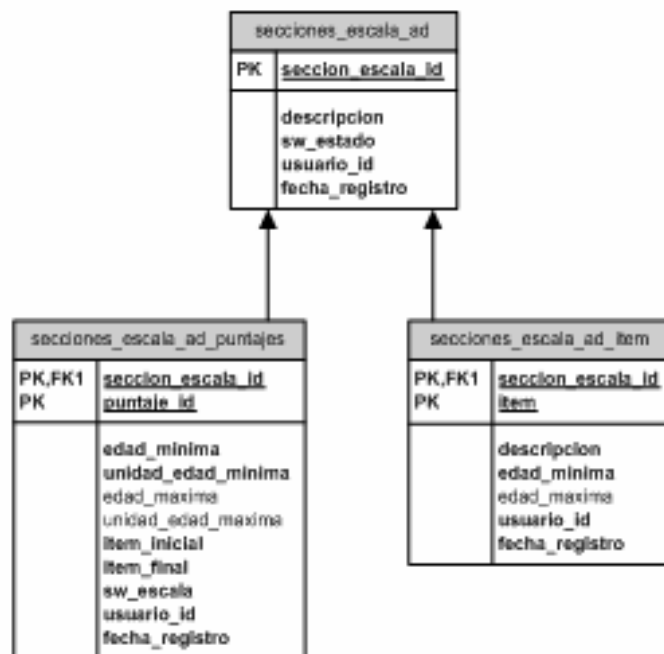 secciones_escala_ad
PK seccion_escala_id
descripcion
sw_estado
usuario_id
fecha_registro
secciones_escala_ad_puntajes
PK,FK1 seccion_escala_id
PK puntaje_id
edad_minima
unidad_edad_minima
edad_maxima
unidad_edad_maxima
item_inicial
item_final
sw_escala
usuario_id
fecha_registro
secciones_escala_ad_item
PK,FK1 seccion_escala_id
PK item
descripcion
edad_minima
edad_maxima
usuario_id
fecha_registro